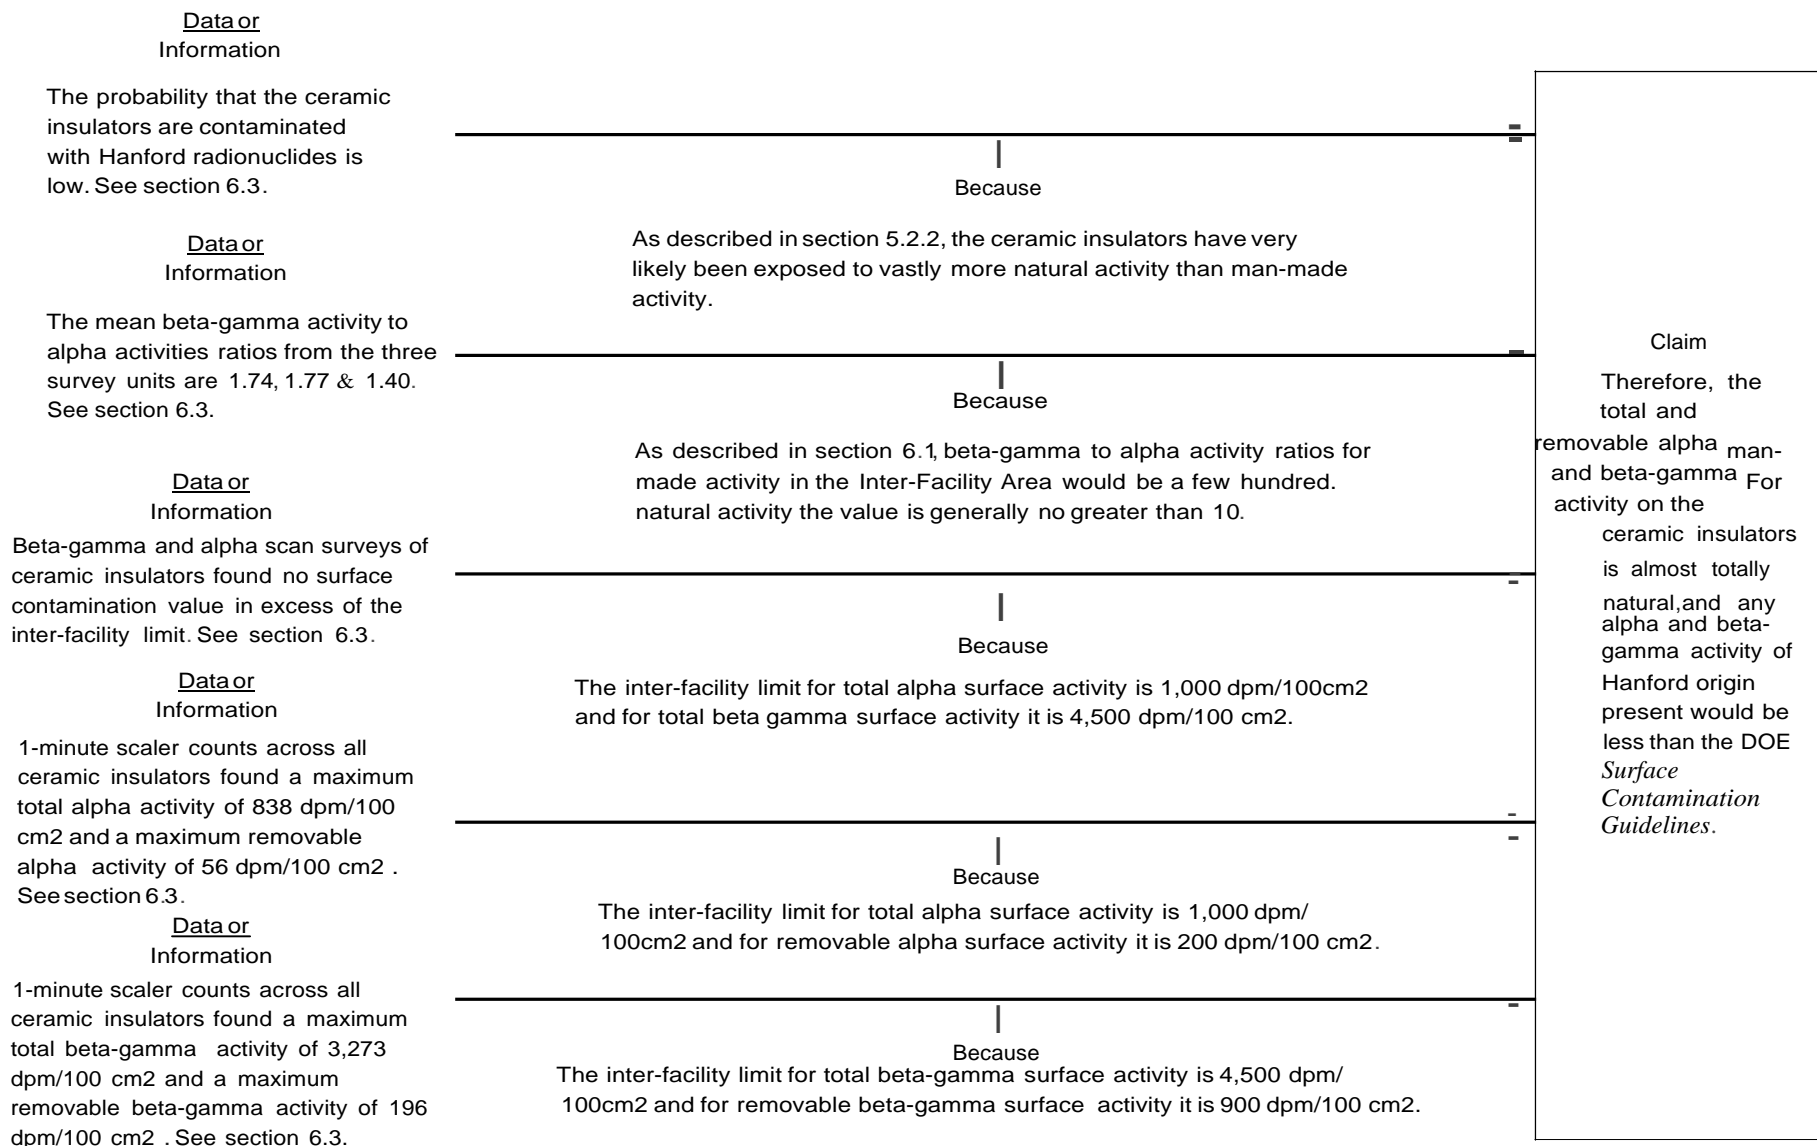 Data or
Information
The probability that the ceramic
insulators are contaminated
with Hanford radionuclides is
low. See section 6.3.
Because
As described in section 5.2.2, the ceramic insulators have very
likely been exposed to vastly more natural activity than man-made
activity.
Data or
Information
The mean beta-gamma activity to
alpha activities ratios from the three
survey units are 1.74, 1.77 & 1.40.
See section 6.3.
Because
As described in section 6.1, beta-gamma to alpha activity ratios for
made activity in the Inter-Facility Area would be a few hundred.
natural activity the value is generally no greater than 10.
Data or
Information
Beta-gamma and alpha scan surveys of
ceramic insulators found no surface
contamination value in excess of the
inter-facility limit. See section 6.3.
Because
The inter-facility limit for total alpha surface activity is 1,000 dpm/100cm2
and for total beta gamma surface activity it is 4,500 dpm/100 cm2.
Data or
Information
1-minute scaler counts across all
ceramic insulators found a maximum
total alpha activity of 838 dpm/100
cm2 and a maximum removable
alpha activity of 56 dpm/100 cm2 .
See section 6.3.
Because
The inter-facility limit for total alpha surface activity is 1,000 dpm/
100cm2 and for removable alpha surface activity it is 200 dpm/100 cm2.
Data or
Information
1-minute scaler counts across all
ceramic insulators found a maximum
total beta-gamma activity of 3,273
dpm/100 cm2 and a maximum
removable beta-gamma activity of 196
dpm/100 cm2 . See section 6.3.
Because
The inter-facility limit for total beta-gamma surface activity is 4,500 dpm/
100cm2 and for removable beta-gamma surface activity it is 900 dpm/100 cm2.
Claim
Therefore, the
total and
removable alpha man-
and beta-gamma For
activity on the
ceramic insulators
is almost totally
natural,and any
alpha and beta-
gamma activity of
Hanford origin
present would be
less than the DOE
Surface
Contamination
Guidelines.